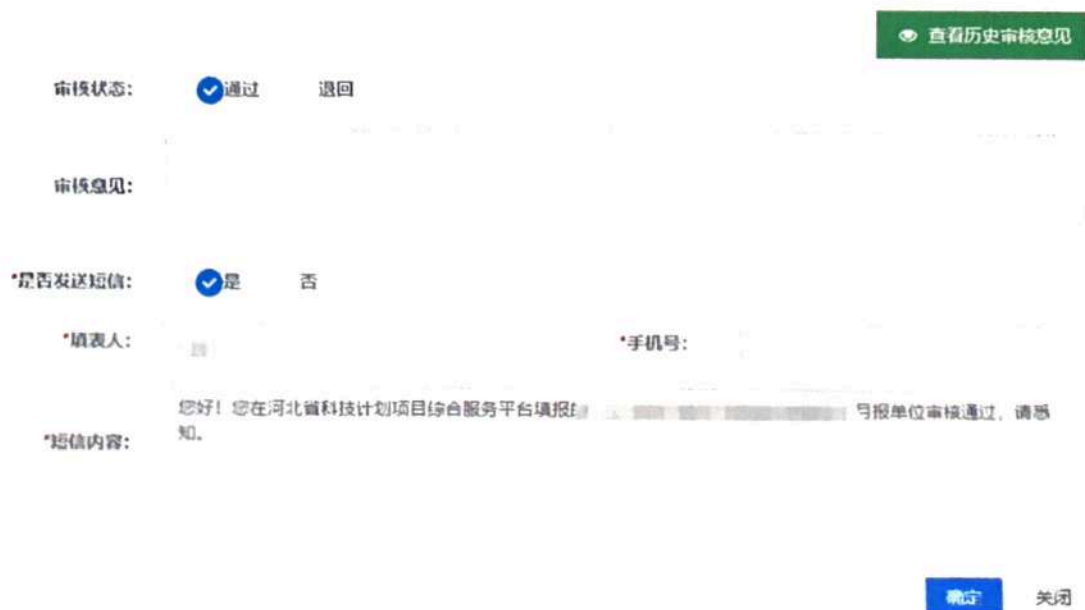 查看历史审核意见
审核状态： 通过 退回
审核意见：
*是否发送短信： 是 否
*填表人： *手机号：
您好！您在河北省科技计划项目综合服务平台填报的 报单位审核通过，请悉
*短信内容： 知。
确定 关闭